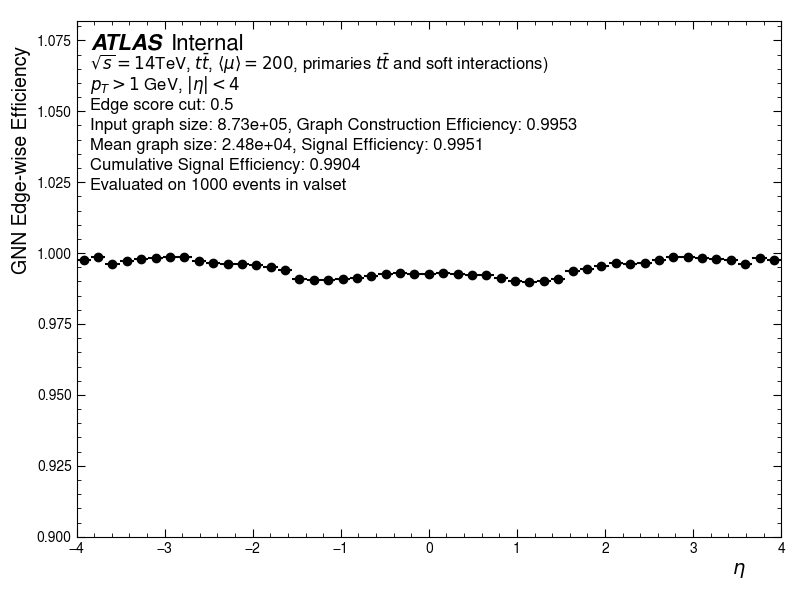 ATLAS Internal
√s = 14TeV, tt̄, ⟨μ⟩ = 200, primaries tt̄ and soft interactions)
p_T > 1 GeV, |η| < 4
Edge score cut: 0.5
Input graph size: 8.73e+05, Graph Construction Efficiency: 0.9953
Mean graph size: 2.48e+04, Signal Efficiency: 0.9951
Cumulative Signal Efficiency: 0.9904
Evaluated on 1000 events in valset
GNN Edge-wise Efficiency
1.075
1.050
1.025
1.000
0.975
0.950
0.925
0.900
−4 −3 −2 −1 0 1 2 3 4
η